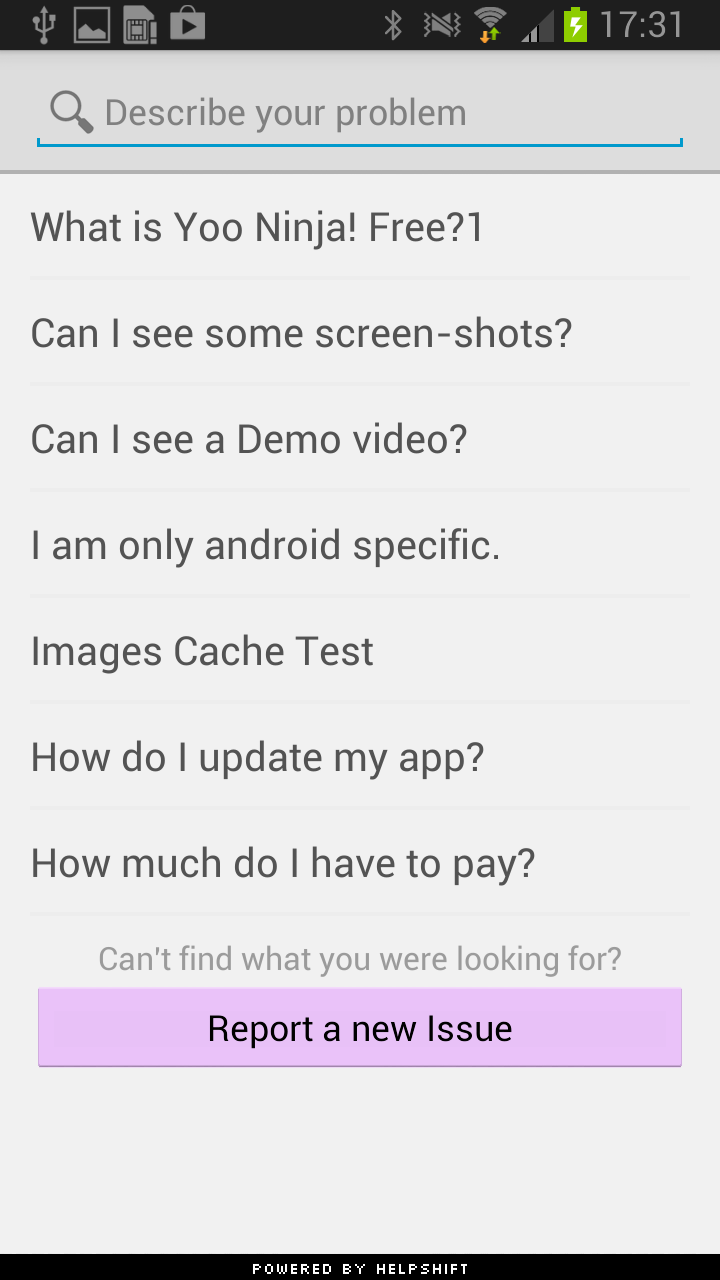 17:31
Describe your problem
What is Yoo Ninja! Free?1
Can I see some screen-shots?
Can I see a Demo video?
I am only android specific.
Images Cache Test
How do I update my app?
How much do I have to pay?
Can't find what you were looking for?
Report a new Issue
POWERED BY HELPSHIFT